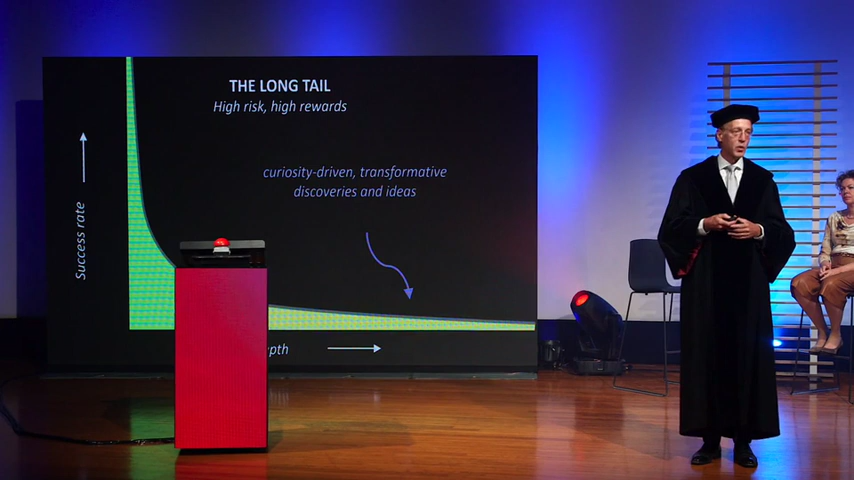 THE LONG TAIL
High risk, high rewards
curiosity-driven, transformative
discoveries and ideas
Success rate